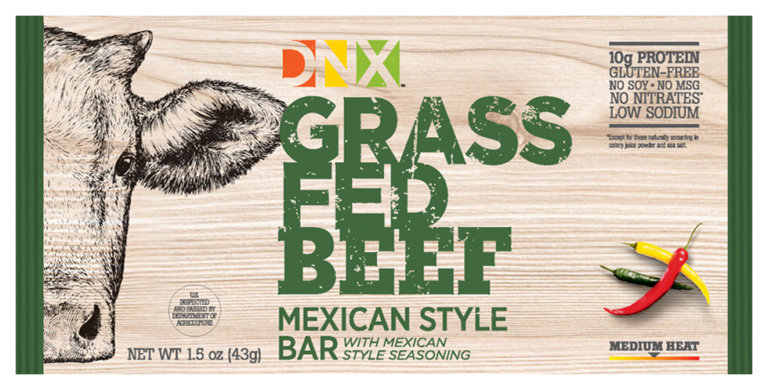 DNX™
GRASS
FED
BEEF
MEXICAN STYLE
BAR WITH MEXICAN
STYLE SEASONING
10g PROTEIN
GLUTEN-FREE
NO SOY • NO MSG
NO NITRATES*
LOW SODIUM
*Except for those naturally occurring in
celery juice powder and sea salt.
U.S.
INSPECTED
AND PASSED BY
DEPARTMENT OF
AGRICULTURE
NET WT 1.5 oz (43g)
MEDIUM HEAT